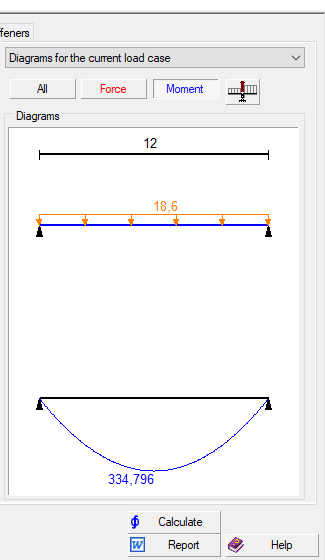 feners
Diagrams for the current load case
All Force Moment
Diagrams
12
18,6
334,796
Calculate
W Report Help